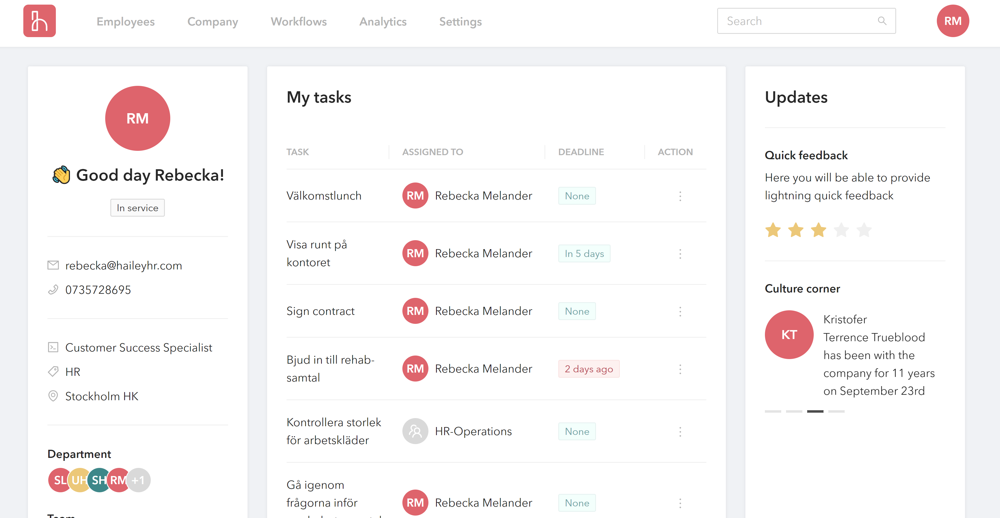 Employees
Company
Workflows
Analytics
Settings
Search
RM
RM
Good day Rebecka!
In service
rebecka@haileyhr.com
0735728695
Customer Success Specialist
HR
Stockholm HK
Department
SL UH SH RM +1
Team
My tasks
TASK ASSIGNED TO DEADLINE ACTION
Välkomstlunch
RM Rebecka Melander None
Visa runt på
kontoret
RM Rebecka Melander In 5 days
Sign contract
RM Rebecka Melander None
Bjud in till rehab-
samtal
RM Rebecka Melander 2 days ago
Kontrollera storlek
för arbetskläder
HR-Operations None
Gå igenom
frågorna inför
RM Rebecka Melander None
Updates
Quick feedback
Here you will be able to provide
lightning quick feedback
Culture corner
KT
Kristofer
Terrence Trueblood
has been with the
company for 11 years
on September 23rd